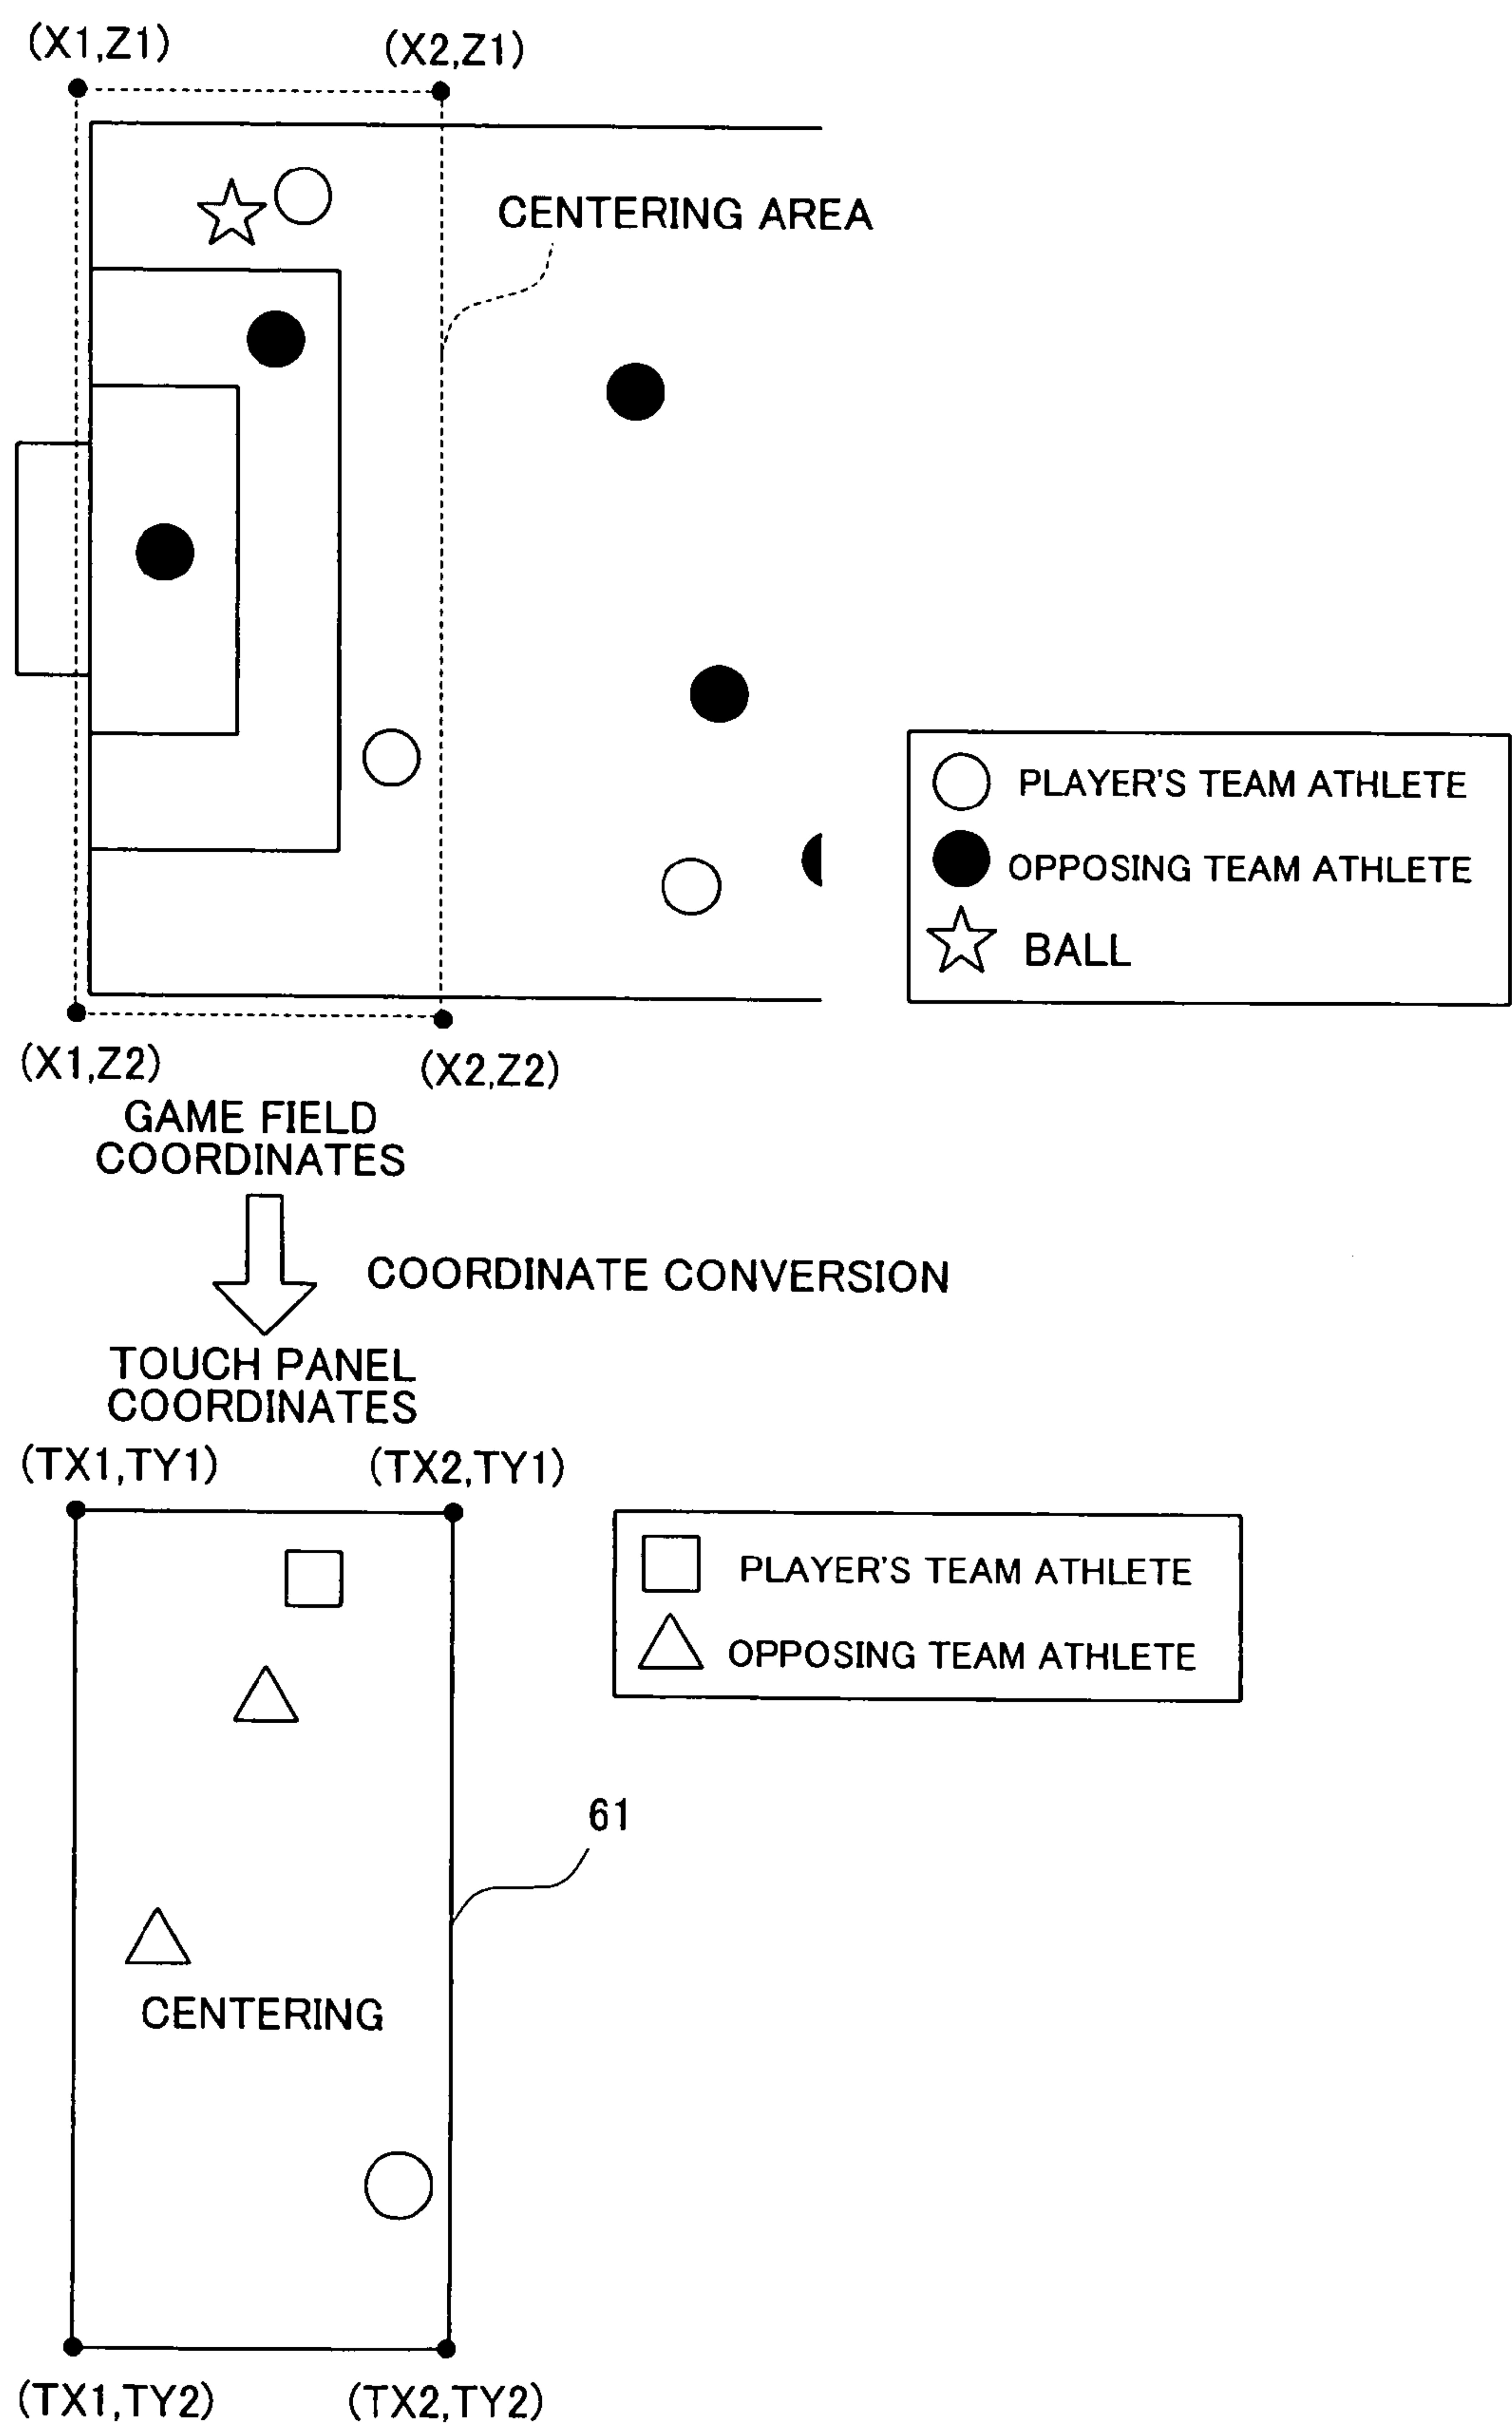 (X1,Z1)
(X2,Z1)
CENTERING AREA
PLAYER'S TEAM ATHLETE
OPPOSING TEAM ATHLETE
BALL
(X1,Z2)
(X2,Z2)
GAME FIELD
COORDINATES
COORDINATE CONVERSION
TOUCH PANEL
COORDINATES
(TX1,TY1)
(TX2,TY1)
PLAYER'S TEAM ATHLETE
OPPOSING TEAM ATHLETE
61
CENTERING
(TX1,TY2)
(TX2,TY2)